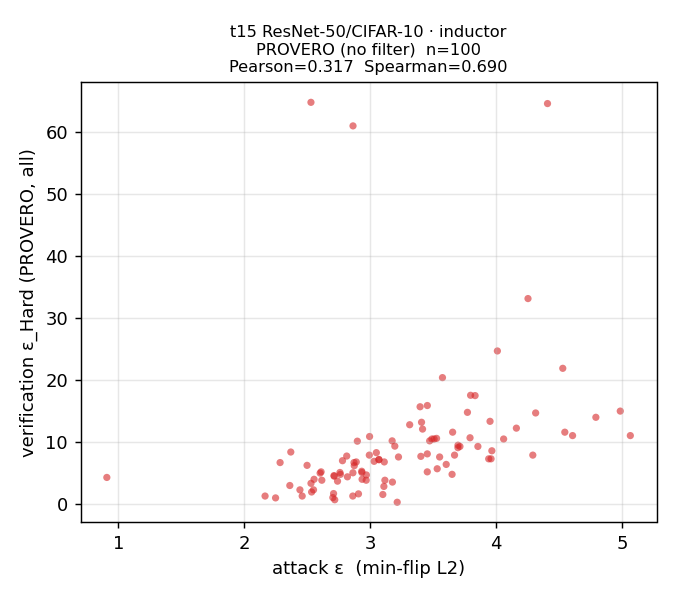 t15 ResNet-50/CIFAR-10 · inductor
PROVERO (no filter)  n=100
Pearson=0.317  Spearman=0.690
60
50
40
30
20
10
0
verification ε_Hard (PROVERO, all)
1
2
3
4
5
attack ε  (min-flip L2)